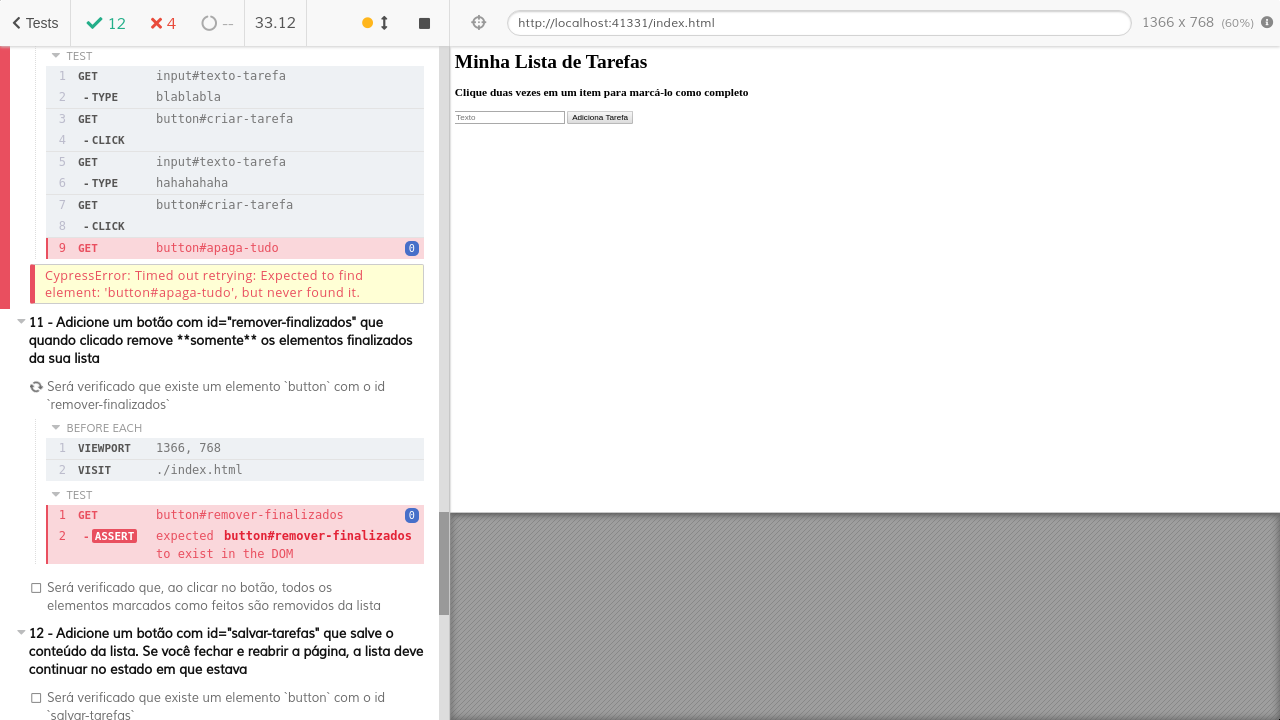 Tests 12 4 -- 33.12
http://localhost:41331/index.html 1366 x 768 (60%)
TEST
1 GET input#texto-tarefa
2 - TYPE blablabla
3 GET button#criar-tarefa
4 - CLICK
5 GET input#texto-tarefa
6 - TYPE hahahahaha
7 GET button#criar-tarefa
8 - CLICK
9 GET button#apaga-tudo 0
CypressError: Timed out retrying: Expected to find
element: 'button#apaga-tudo', but never found it.
11 - Adicione um botão com id="remover-finalizados" que
quando clicado remove **somente** os elementos finalizados
da sua lista
Será verificado que existe um elemento `button` com o id
`remover-finalizados`
BEFORE EACH
1 VIEWPORT 1366, 768
2 VISIT ./index.html
TEST
1 GET button#remover-finalizados 0
2 - ASSERT expected button#remover-finalizados
to exist in the DOM
Será verificado que, ao clicar no botão, todos os
elementos marcados como feitos são removidos da lista
12 - Adicione um botão com id="salvar-tarefas" que salve o
conteúdo da lista. Se você fechar e reabrir a página, a lista deve
continuar no estado em que estava
Será verificado que existe um elemento `button` com o id
`salvar-tarefas`
Minha Lista de Tarefas
Clique duas vezes em um item para marcá-lo como completo
Texto Adiciona Tarefa